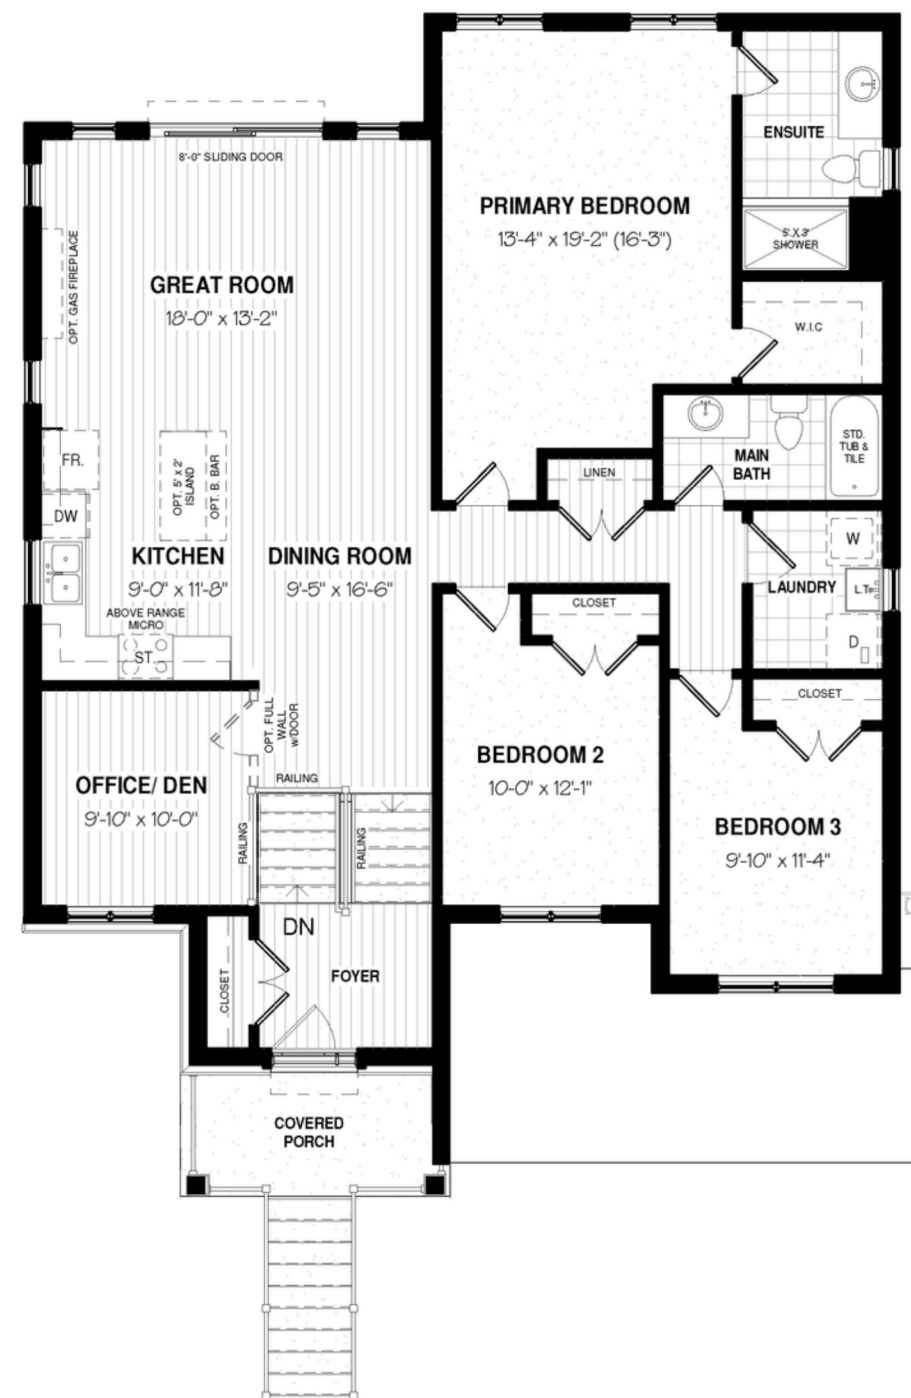 ENSUITE
8'-0" SLIDING DOOR
PRIMARY BEDROOM
13'-4" x 19'-2" (16'-3")
5' X 3'
SHOWER
OPT. GAS FIREPLACE
GREAT ROOM
18'-0" x 13'-2"
W.I.C
FR.
OPT. 5' x 2'
ISLAND
OPT. B. BAR
LINEN
MAIN
BATH
STD.
TUB &
TILE
DW
KITCHEN
9'-0" x 11'-8"
DINING ROOM
9'-5" x 16'-6"
W
LAUNDRY
L.T.
D
ABOVE RANGE
MICRO
ST.
CLOSET
CLOSET
OPT. FULL
WALL
w/DOOR
OFFICE/ DEN
9'-10" x 10'-0"
RAILING
RAILING
RAILING
BEDROOM 2
10-0" x 12'-1"
BEDROOM 3
9'-10" x 11'-4"
DN
CLOSET
FOYER
COVERED
PORCH